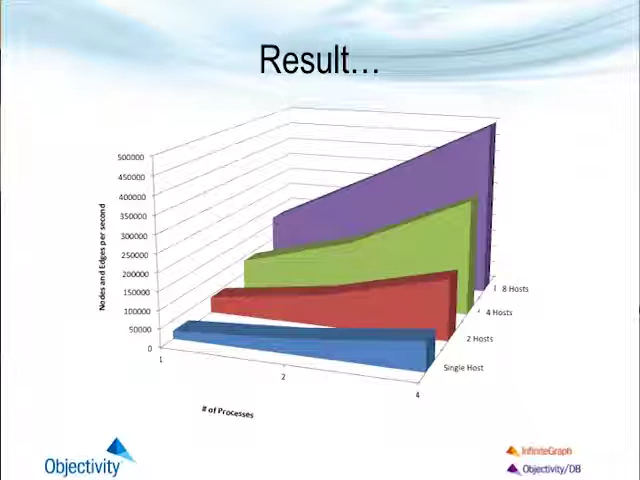 Result…
500000
450000
400000
350000
300000
250000
200000
150000
100000
50000
0
Nodes and Edges per second
1
2
4
# of Processes
8 Hosts
4 Hosts
2 Hosts
Single Host
Objectivity
InfiniteGraph
Objectivity/DB